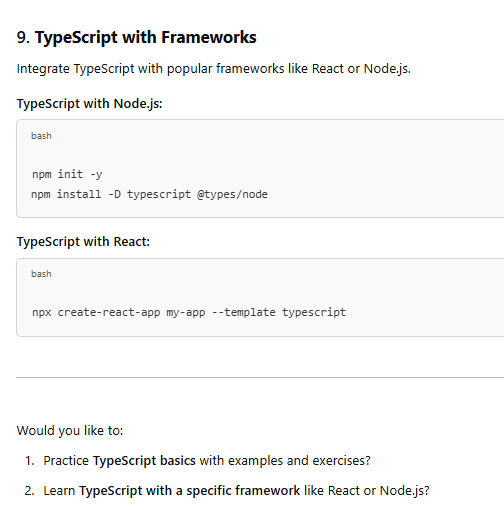 9. TypeScript with Frameworks
Integrate TypeScript with popular frameworks like React or Node.js.
TypeScript with Node.js:
bash
npm init -y
npm install -D typescript @types/node
TypeScript with React:
bash
npx create-react-app my-app --template typescript
Would you like to:
1. Practice TypeScript basics with examples and exercises?
2. Learn TypeScript with a specific framework like React or Node.js?